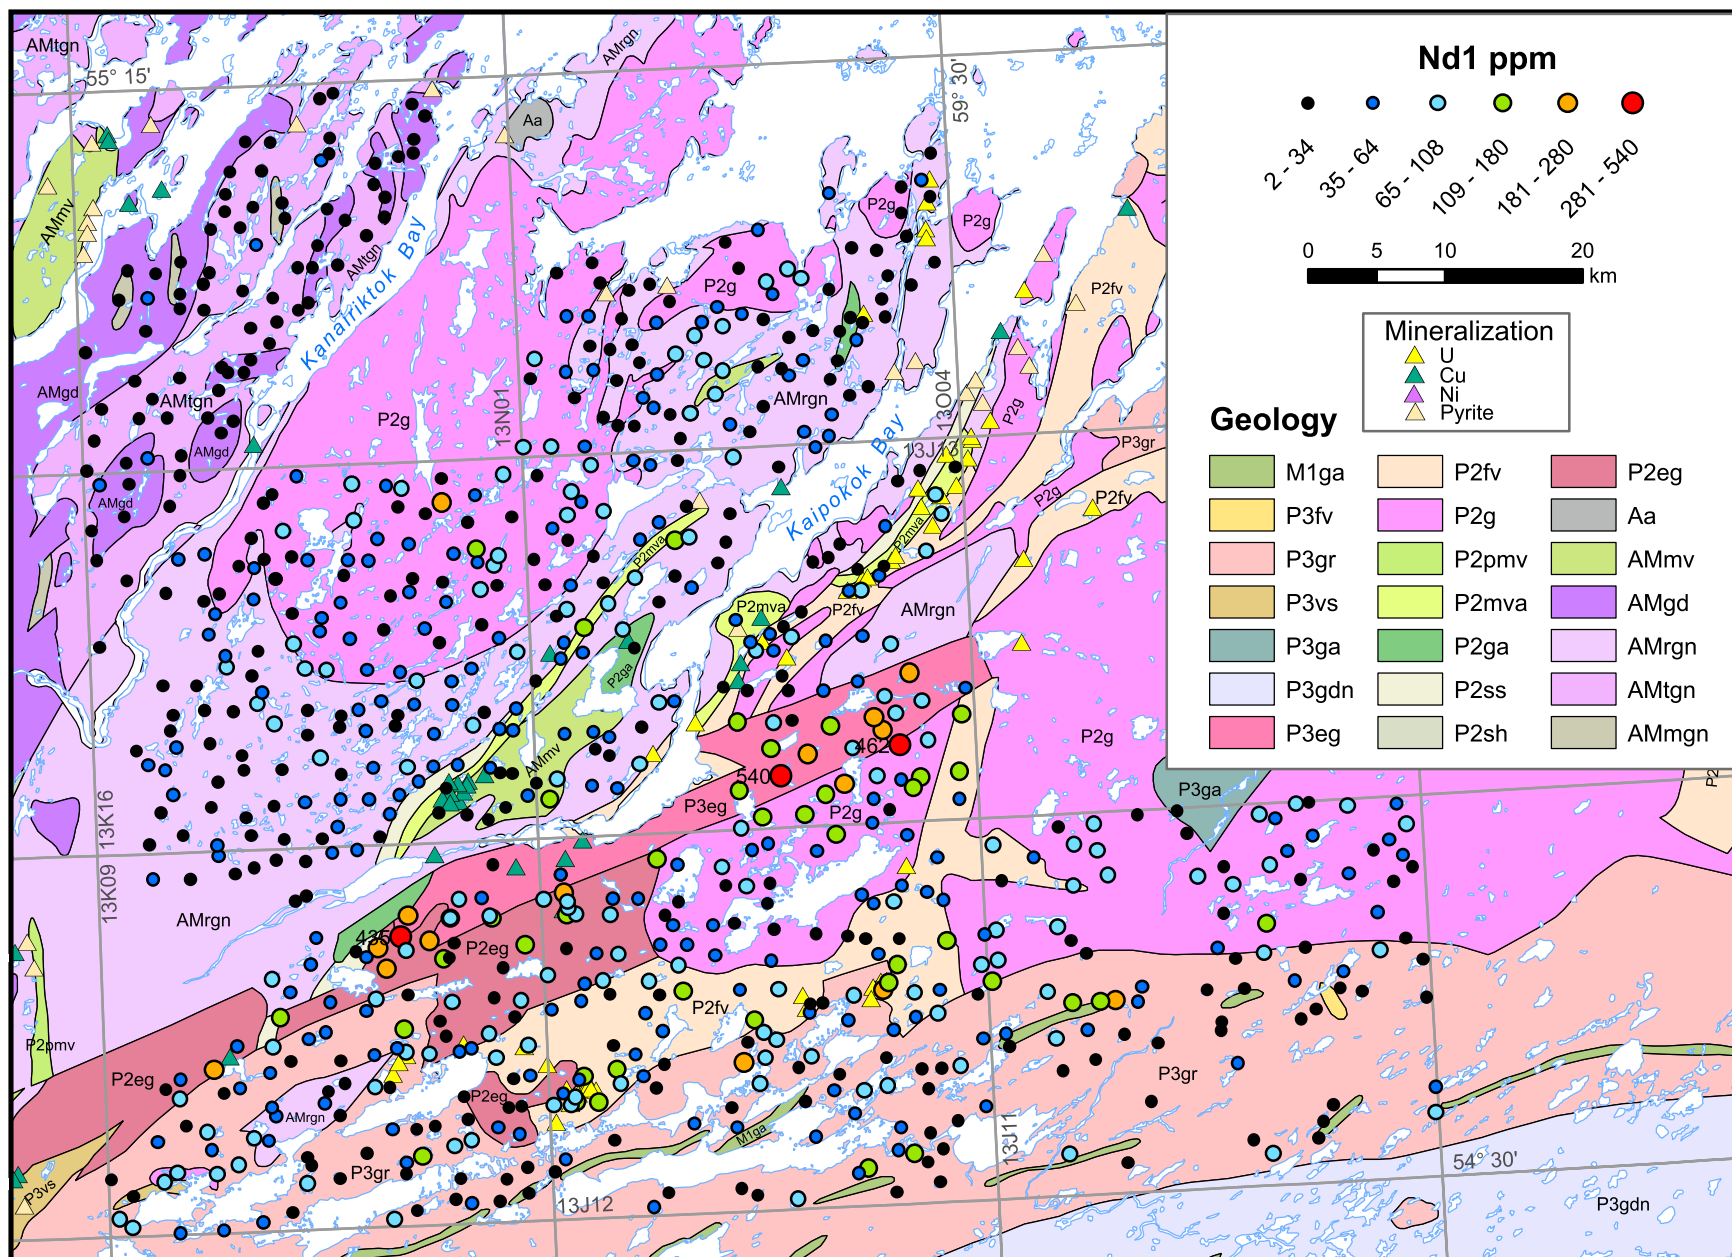 Nd1 ppm
2 - 34
35 - 64
65 - 108
109 - 180
181 - 280
281 - 540
0 5 10 20
km
Mineralization
U
Cu
Ni
Pyrite
Geology
M1ga
P3fv
P3gr
P3vs
P3ga
P3gdn
P3eg
P2fv
P2g
P2pmv
P2mva
P2ga
P2ss
P2sh
P2eg
Aa
AMmv
AMgd
AMrgn
AMtgn
AMmgn
AMtgn
55° 15'
AMrgn
59° 30'
Aa
AMmv
P2g
P2g
AMtgn
Kanairiktok Bay
P2g
P2fv
AMgd
AMtgn
AMrgn
P2g
13N01
13O04
P2g
AMgd
13J13
P3gr
Kaipokok Bay
AMgd
P2g
P2fv
P2mva
P2mva
P2mva
P2fv
AMrgn
P2ga
P2g
462
AMmv
540
P3eg
P2g
P3ga
P2
13K16
13K09
AMrgn
435
P2eg
P2fv
P2pmv
P2eg
P3gr
P2eg
AMrgn
M1ga
13J11
54° 30'
P3vs
P3gr
13J12
P3gdn